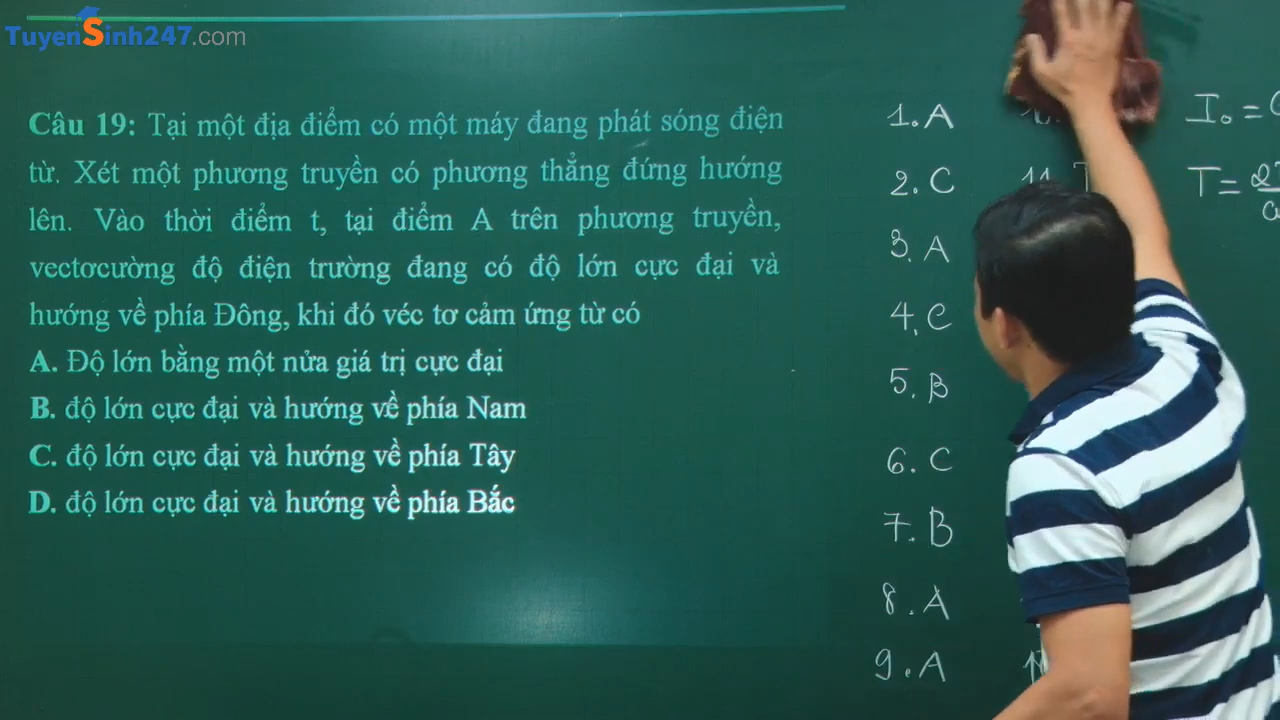 TuyenSinh247.com
Câu 19: Tại một địa điểm có một máy đang phát sóng điện
từ. Xét một phương truyền có phương thẳng đứng hướng
lên. Vào thời điểm t, tại điểm A trên phương truyền,
vectơcường độ điện trường đang có độ lớn cực đại và
hướng về phía Đông, khi đó véc tơ cảm ứng từ có
A. Độ lớn bằng một nửa giá trị cực đại
B. độ lớn cực đại và hướng về phía Nam
C. độ lớn cực đại và hướng về phía Tây
D. độ lớn cực đại và hướng về phía Bắc
1. A
2. C
3. A
4. C
5. B
6. C
7. B
8. A
9. A
11.
I₀ =
T =